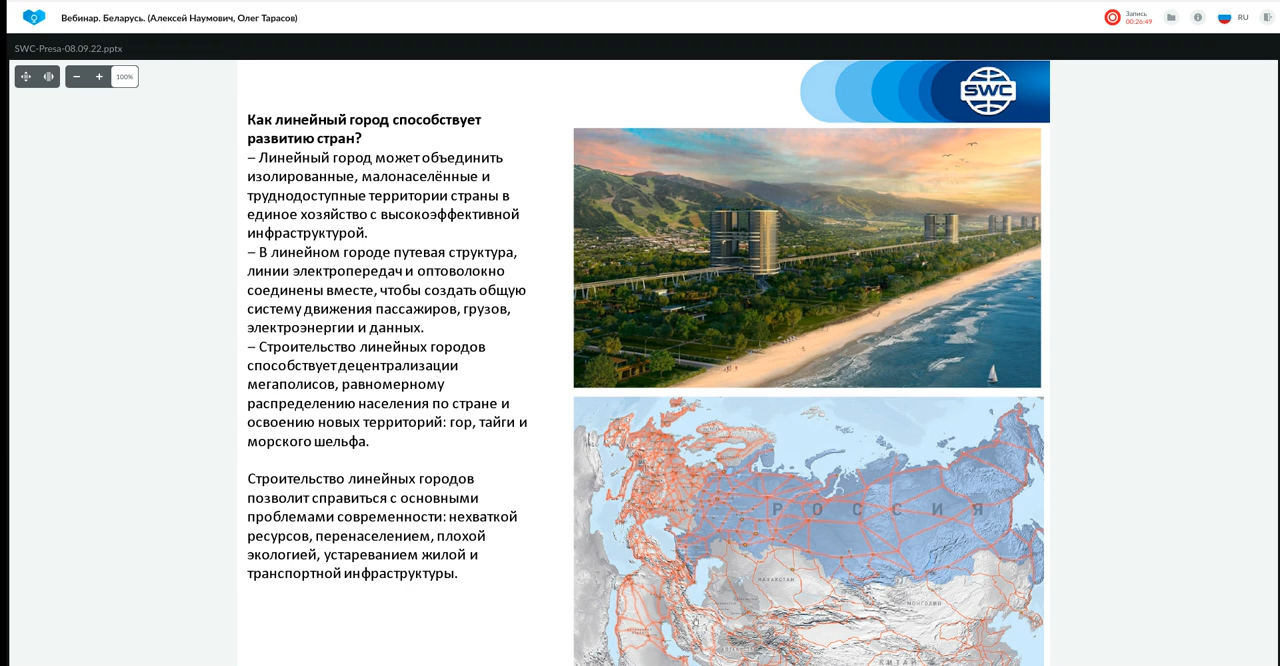 Вебинар. Беларусь. (Алексей Наумович, Олег Тарасов)
Запись
00:26:49
RU
SWC-Presa-08.09.22.pptx
100%
SWC
Как линейный город способствует
развитию стран?
– Линейный город может объединить
изолированные, малонаселённые и
труднодоступные территории страны в
единое хозяйство с высокоэффективной
инфраструктурой.
– В линейном городе путевая структура,
линии электропередач и оптоволокно
соединены вместе, чтобы создать общую
систему движения пассажиров, грузов,
электроэнергии и данных.
– Строительство линейных городов
способствует децентрализации
мегаполисов, равномерному
распределению населения по стране и
освоению новых территорий: гор, тайги и
морского шельфа.
Строительство линейных городов
позволит справиться с основными
проблемами современности: нехваткой
ресурсов, перенаселением, плохой
экологией, устареванием жилой и
транспортной инфраструктуры.
РОССИЯ
КАЗАХСТАН
МОНГОЛИЯ
КИТАЙ